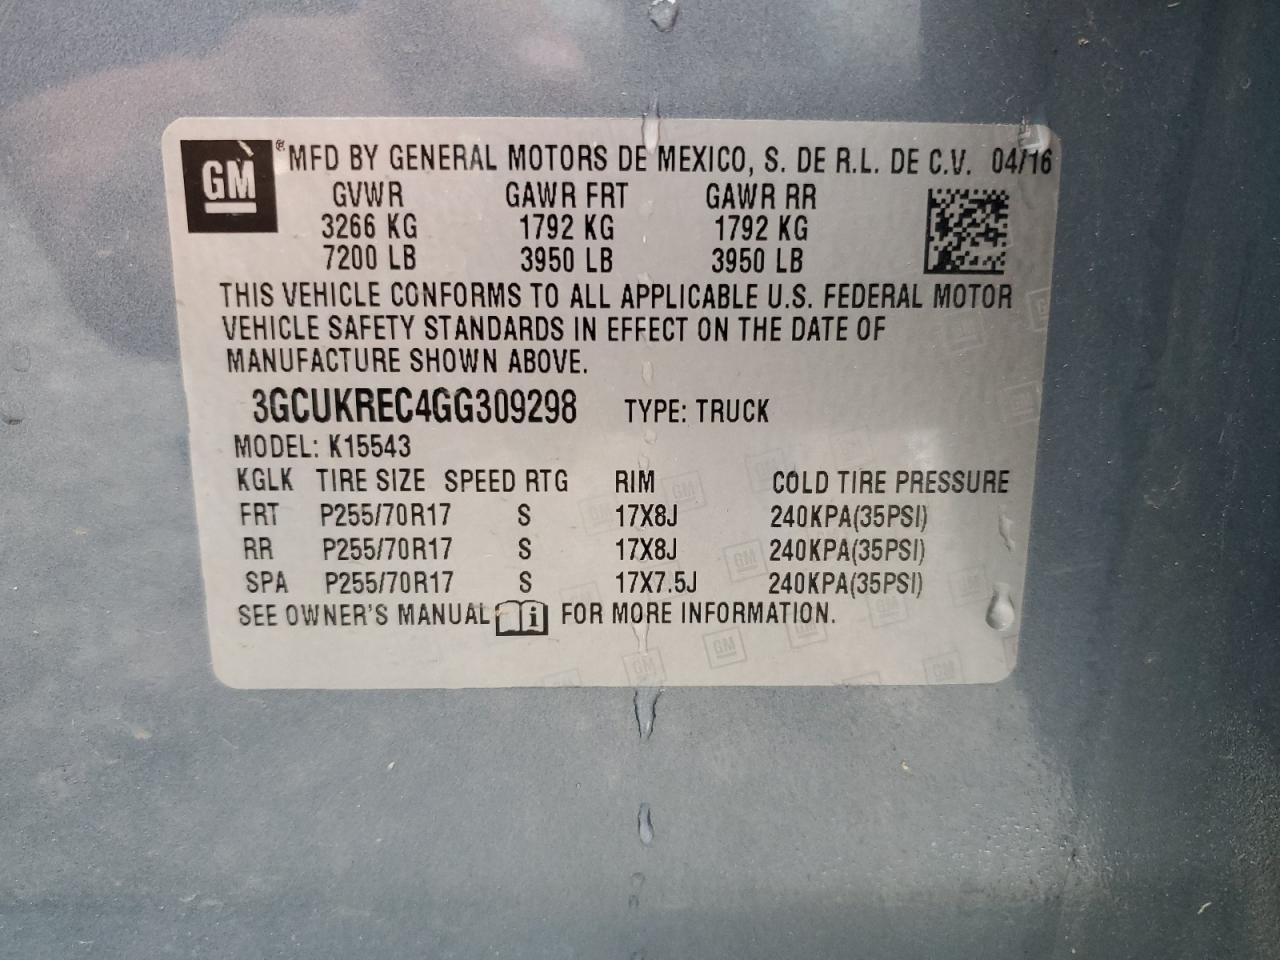 GM ® MFD BY GENERAL MOTORS DE MEXICO, S. DE R.L. DE C.V. 04/16
GVWR GAWR FRT GAWR RR
3266 KG 1792 KG 1792 KG
7200 LB 3950 LB 3950 LB
THIS VEHICLE CONFORMS TO ALL APPLICABLE U.S. FEDERAL MOTOR
VEHICLE SAFETY STANDARDS IN EFFECT ON THE DATE OF
MANUFACTURE SHOWN ABOVE.
3GCUKREC4GG309298 TYPE: TRUCK
MODEL: K15543
KGLK TIRE SIZE SPEED RTG RIM COLD TIRE PRESSURE
FRT P255/70R17 S 17X8J 240KPA(35PSI)
RR P255/70R17 S 17X8J 240KPA(35PSI)
SPA P255/70R17 S 17X7.5J 240KPA(35PSI)
SEE OWNER'S MANUAL i FOR MORE INFORMATION.